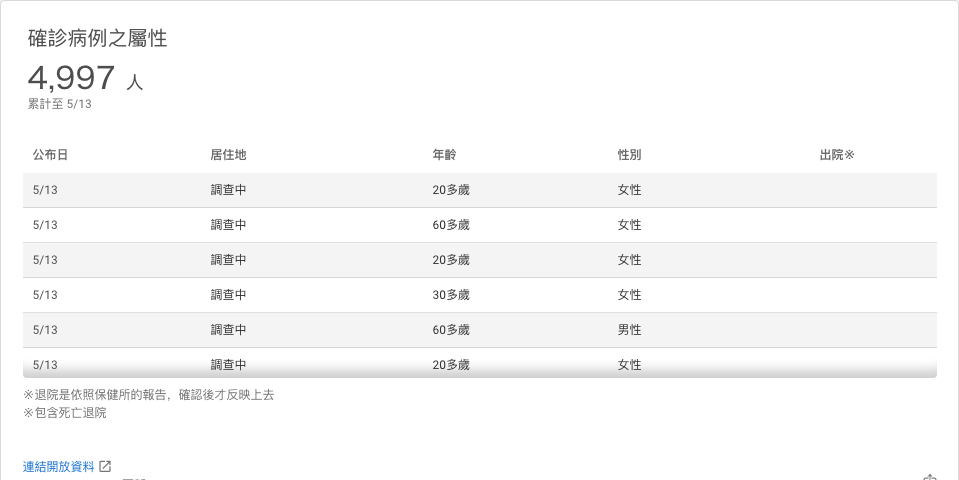 確診病例之屬性
4,997 人
累計至 5/13
公布日 居住地 年齡 性別 出院※
5/13 調查中 20多歲 女性
5/13 調查中 60多歲 女性
5/13 調查中 20多歲 女性
5/13 調查中 30多歲 女性
5/13 調查中 60多歲 男性
5/13 調查中 20多歲 女性
※退院是依照保健所的報告，確認後才反映上去
※包含死亡退院
連結開放資料